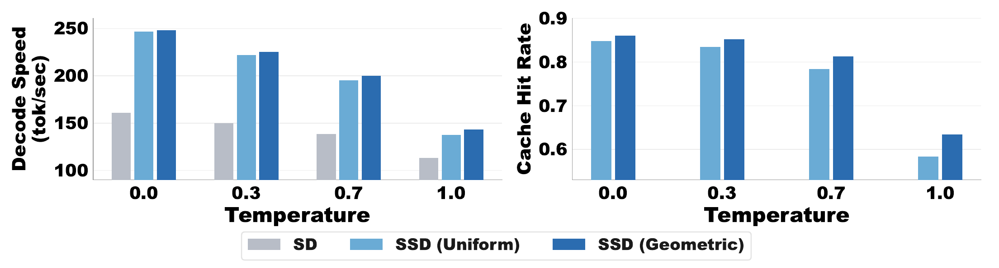 Decode Speed
(tok/sec)
250
200
150
100
0.0 0.3 0.7 1.0
Temperature
Cache Hit Rate
0.9
0.8
0.7
0.6
0.0 0.3 0.7 1.0
Temperature
SD SSD (Uniform) SSD (Geometric)